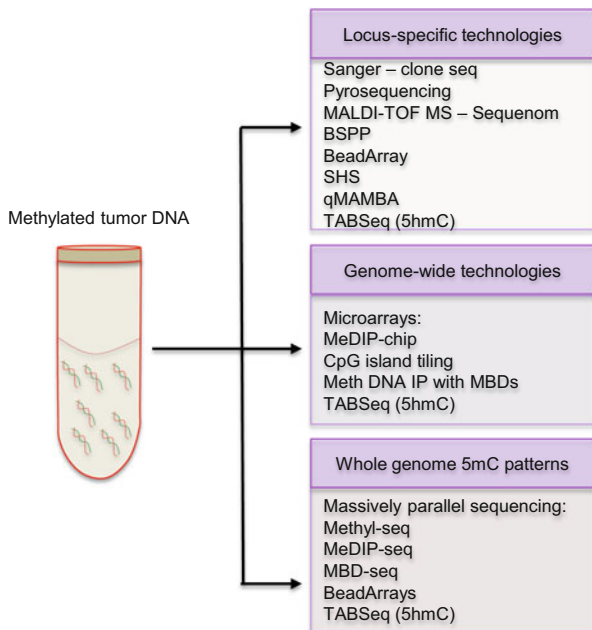 Methylated tumor DNA
Locus-specific technologies
Sanger – clone seq
Pyrosequencing
MALDI-TOF MS – Sequenom
BSPP
BeadArray
SHS
qMAMBA
TABSeq (5hmC)
Genome-wide technologies
Microarrays:
MeDIP-chip
CpG island tiling
Meth DNA IP with MBDs
TABSeq (5hmC)
Whole genome 5mC patterns
Massively parallel sequencing:
Methyl-seq
MeDIP-seq
MBD-seq
BeadArrays
TABSeq (5hmC)